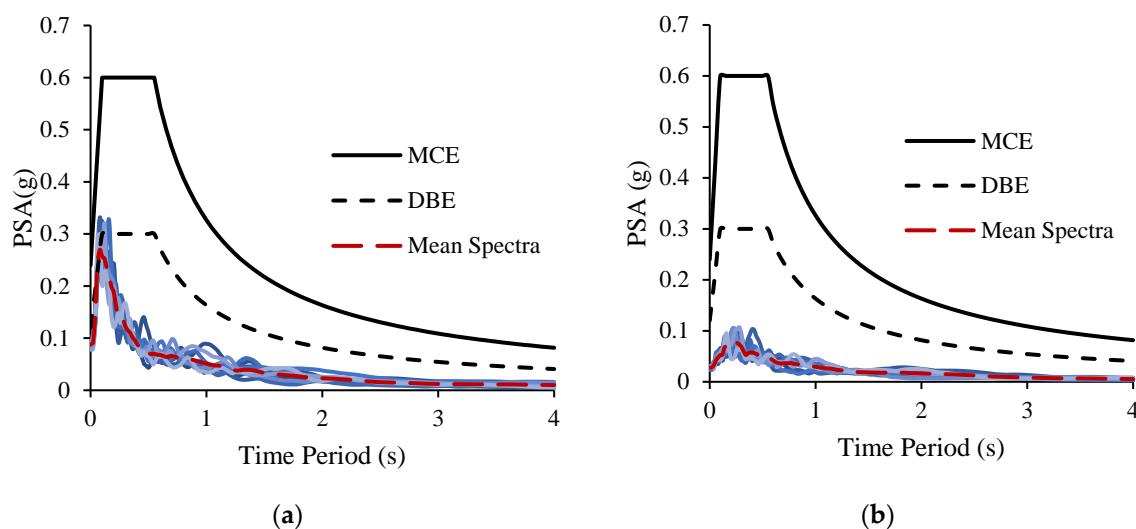 0.7
0.6
0.5
0.4
0.3
0.2
0.1
0
PSA(g)
MCE
DBE
Mean Spectra
0 1 2 3 4
Time Period (s)
(a)
0.7
0.6
0.5
0.4
0.3
0.2
0.1
0
PSA (g)
MCE
DBE
Mean Spectra
0 1 2 3 4
Time Period (s)
(b)